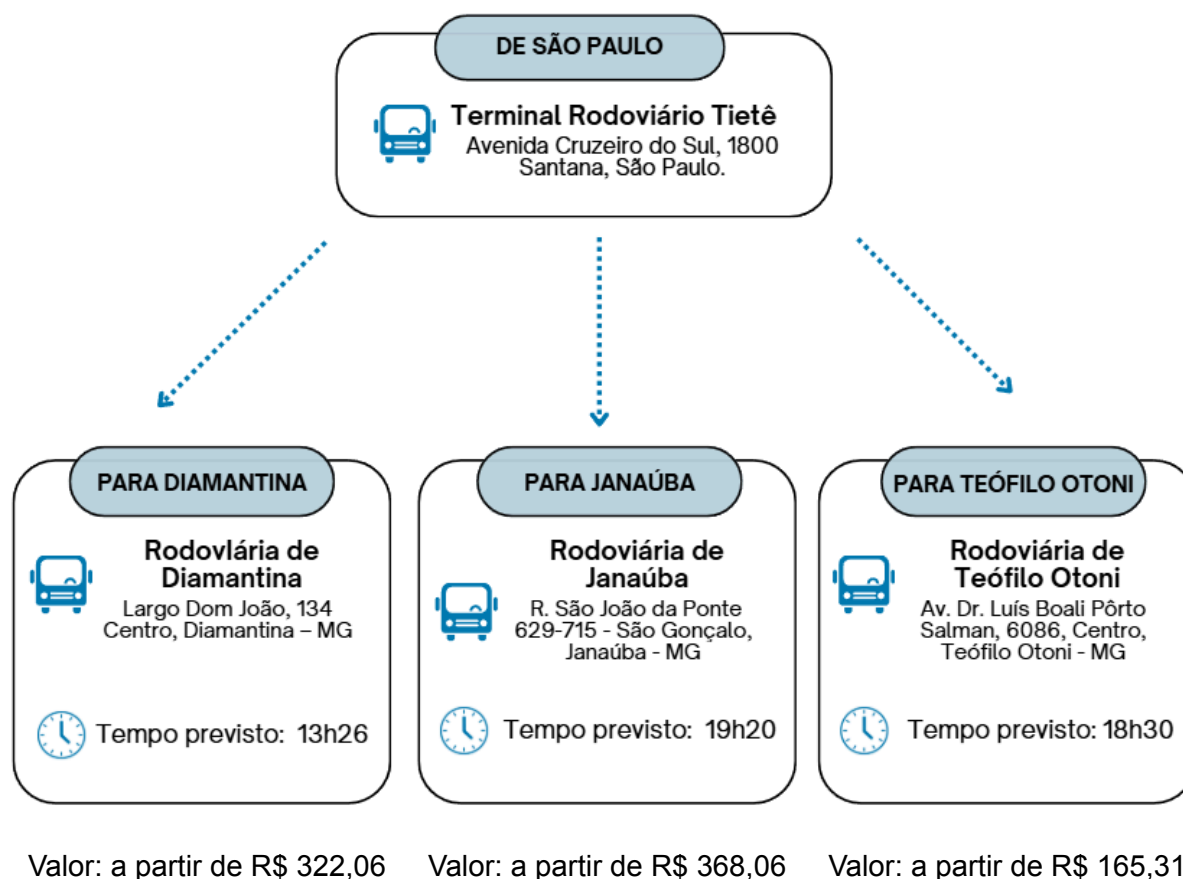 DE SÃO PAULO
Terminal Rodoviário Tietê
Avenida Cruzeiro do Sul, 1800
Santana, São Paulo.
PARA DIAMANTINA
Rodovlária de
Diamantina
Largo Dom João, 134
Centro, Diamantina – MG
Tempo previsto: 13h26
Valor: a partir de R$ 322,06
PARA JANAÚBA
Rodoviária de
Janaúba
R. São João da Ponte
629-715 - São Gonçalo,
Janaúba - MG
Tempo previsto: 19h20
Valor: a partir de R$ 368,06
PARA TEÓFILO OTONI
Rodoviária de
Teófilo Otoni
Av. Dr. Luís Boali Pôrto
Salman, 6086, Centro,
Teófilo Otoni - MG
Tempo previsto: 18h30
Valor: a partir de R$ 165,31